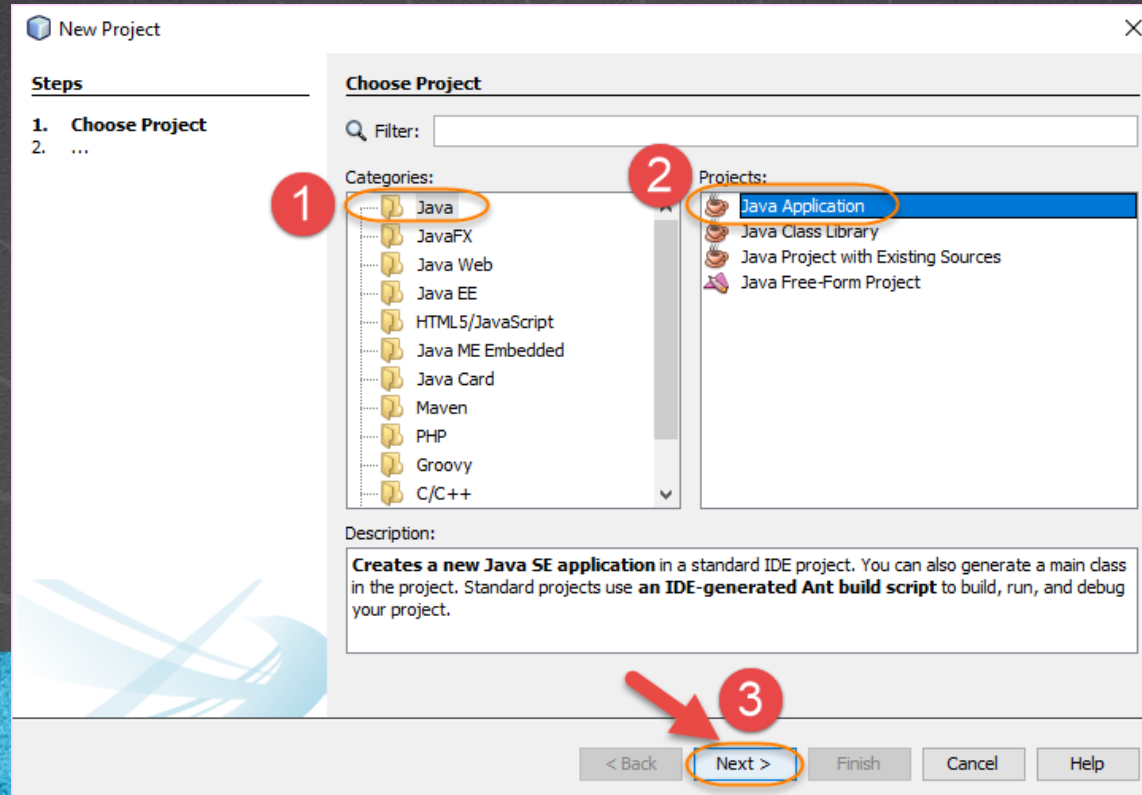 New Project
Steps
1. Choose Project
2. ...
Choose Project
Filter:
Categories:
1
Java
JavaFX
Java Web
Java EE
HTML5/JavaScript
Java ME Embedded
Java Card
Maven
PHP
Groovy
C/C++
2
Projects:
Java Application
Java Class Library
Java Project with Existing Sources
Java Free-Form Project
Description:
Creates a new Java SE application in a standard IDE project. You can also generate a main class
in the project. Standard projects use an IDE-generated Ant build script to build, run, and debug
your project.
3
< Back
Next >
Finish
Cancel
Help